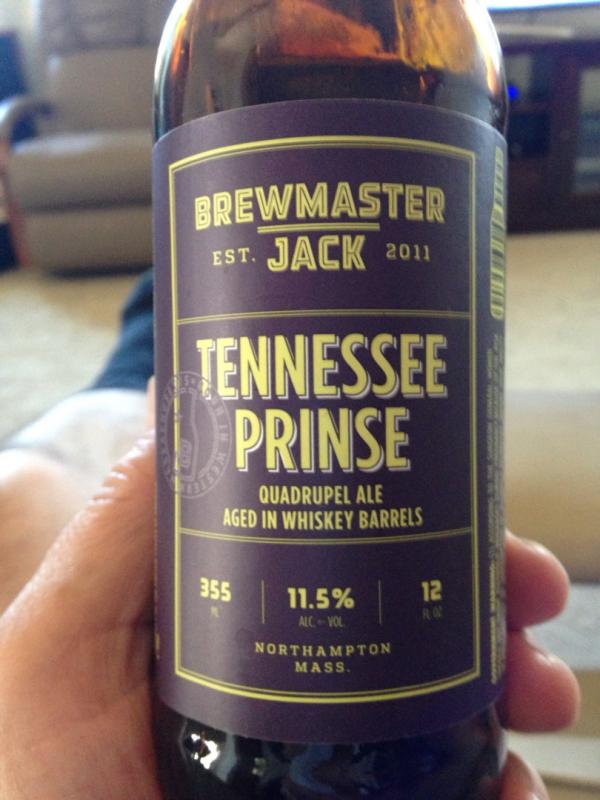 BREWMASTER
EST. JACK 2011
TENNESSEE
PRINSE
QUADRUPEL ALE
AGED IN WHISKEY BARRELS
355 11.5% 12
ML ALC. BY VOL. FL OZ
NORTHAMPTON
MASS.